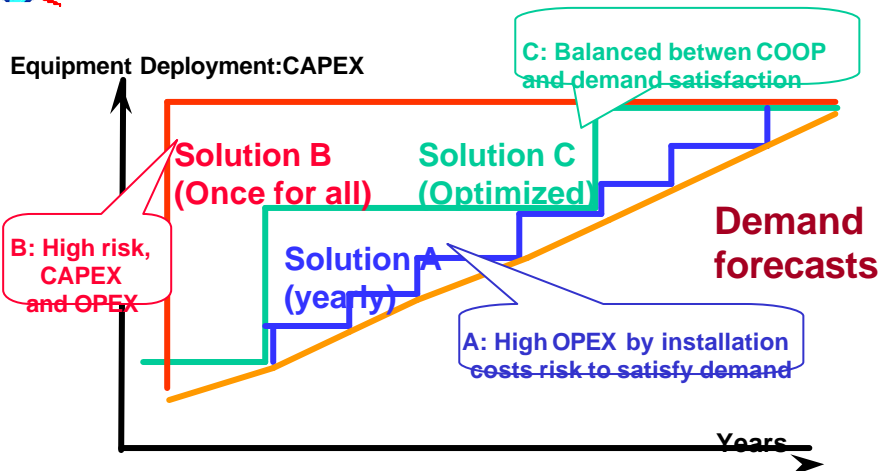 Equipment Deployment:CAPEX
C: Balanced betwen COOP
and demand satisfaction
Solution B
(Once for all)
Solution C
(Optimized)
B: High risk,
CAPEX
and OPEX
Solution A
(yearly)
Demand
forecasts
A: High OPEX by installation
costs risk to satisfy demand
Years